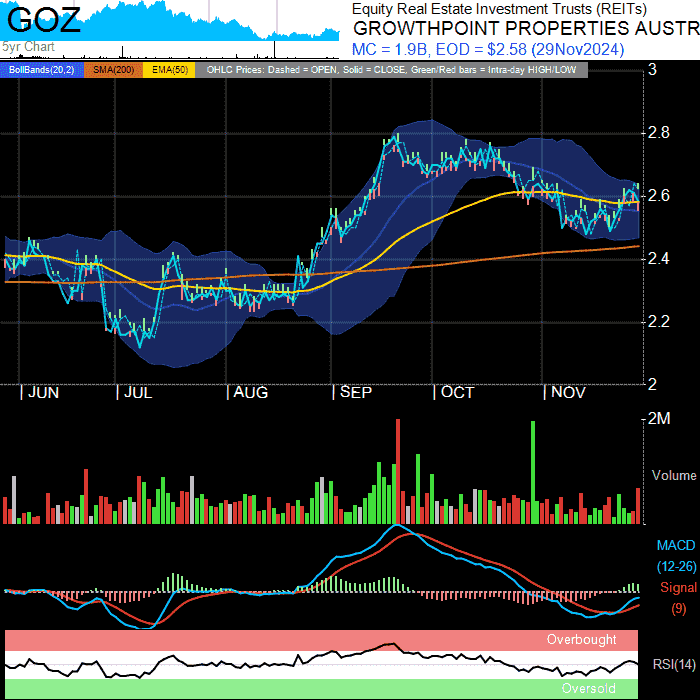 GOZ
5yr Chart
Equity Real Estate Investment Trusts (REITs)
GROWTHPOINT PROPERTIES AUSTR
MC = 1.9B, EOD = $2.58 (29Nov2024)
BollBands(20,2) SMA(200) EMA(50) OHLC Prices: Dashed = OPEN, Solid = CLOSE, Green/Red bars = Intra-day HIGH/LOW
3
2.8
2.6
2.4
2.2
2
| JUN | JUL | AUG | SEP | OCT | NOV
2M
Volume
MACD
(12-26)
Signal
(9)
Overbought
RSI(14)
Oversold